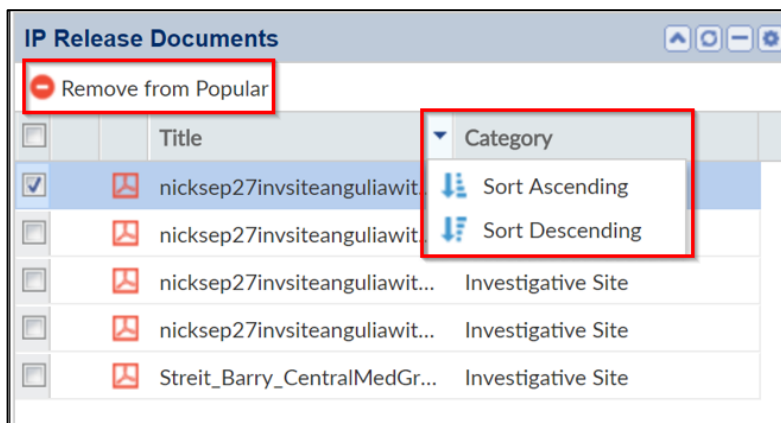 IP Release Documents
Remove from Popular
Title Category
nicksep27invsiteanguliawit... Sort Ascending
nicksep27invsiteanguliawit... Sort Descending
nicksep27invsiteanguliawit... Investigative Site
nicksep27invsiteanguliawit... Investigative Site
Streit_Barry_CentralMedGr... Investigative Site